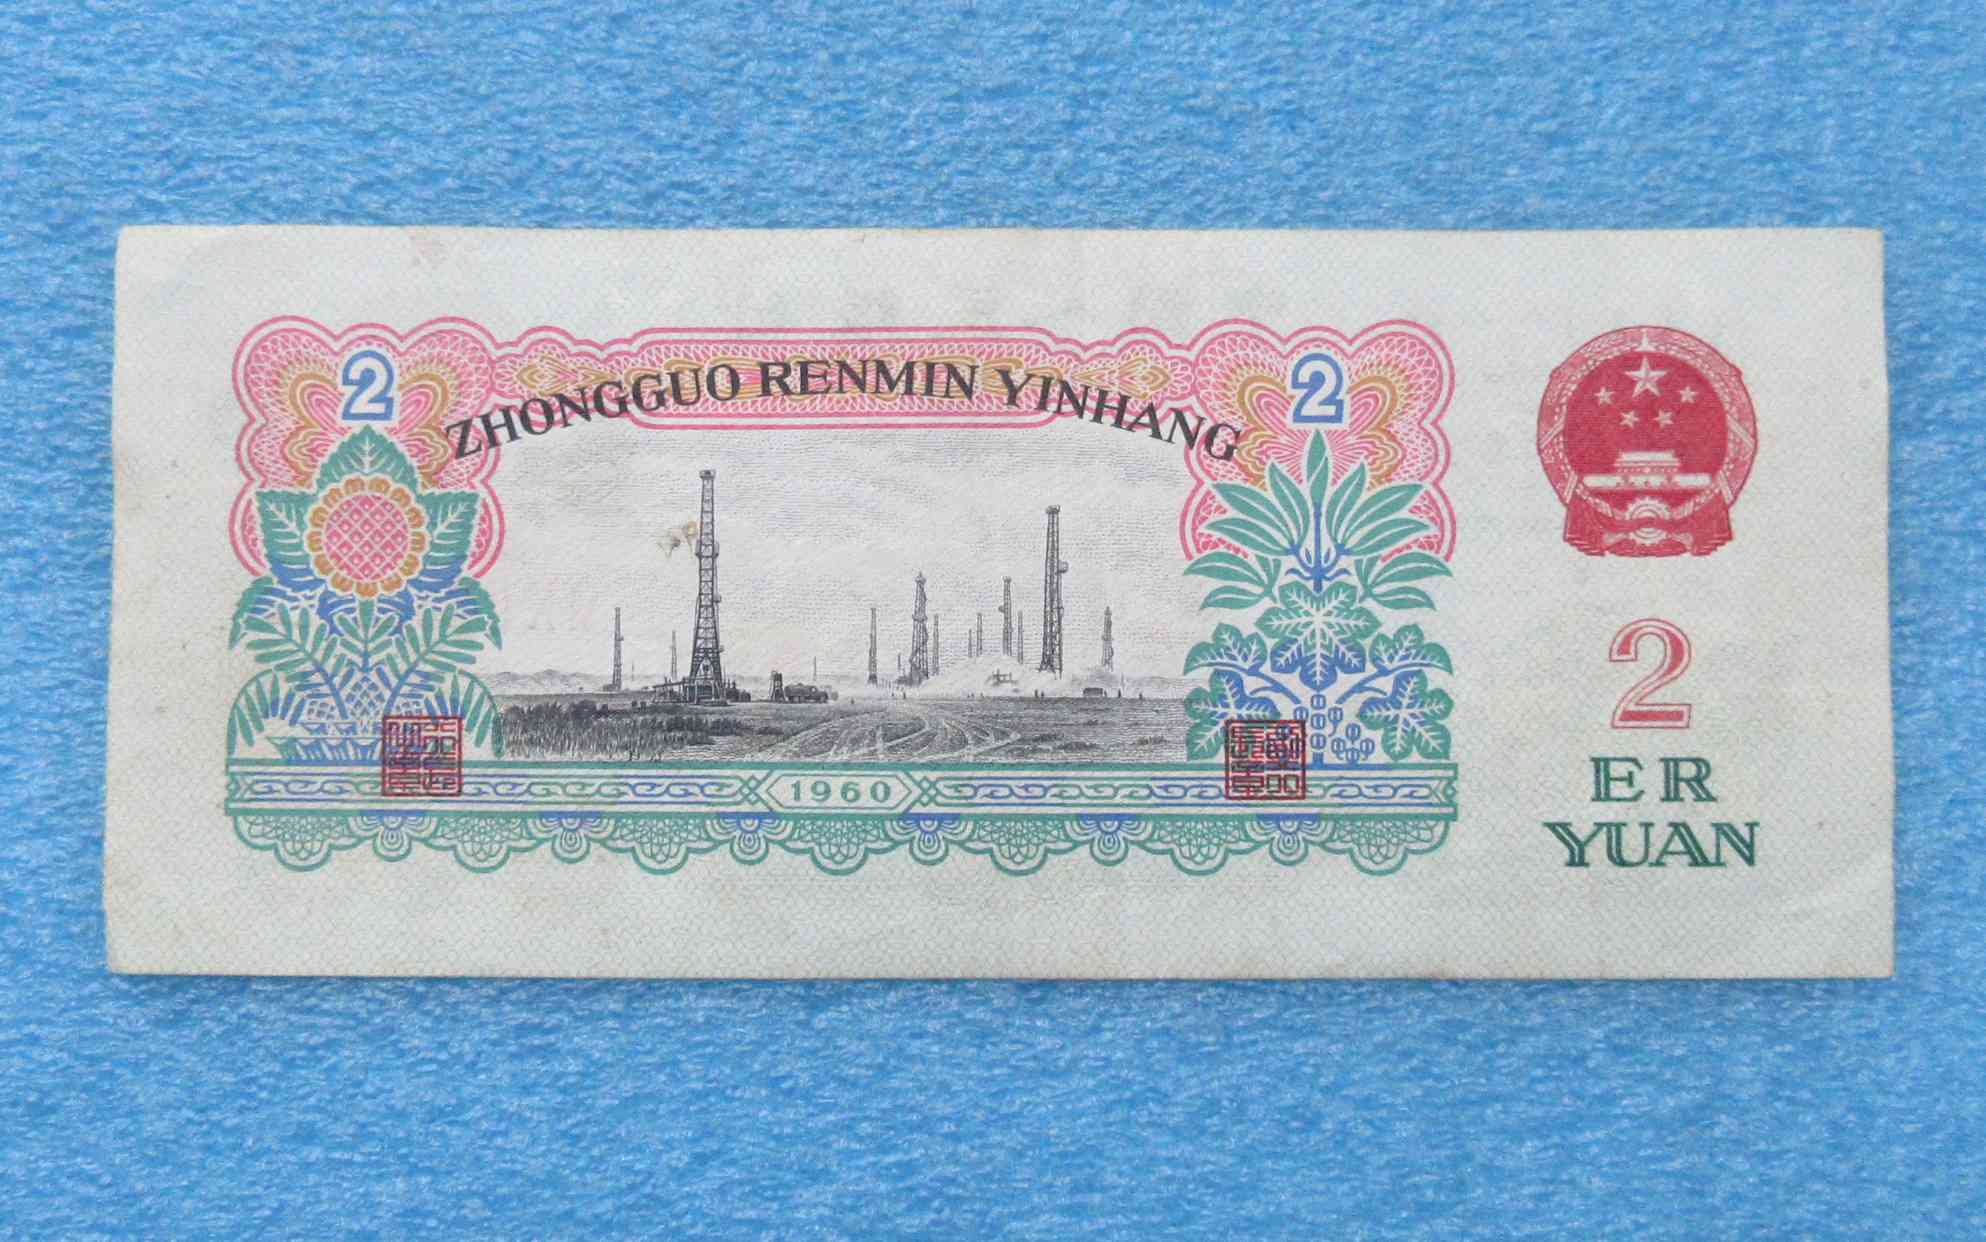 2
2
ZHONGGUO RENMIN YINHANG
2
ER
YUAN
1960